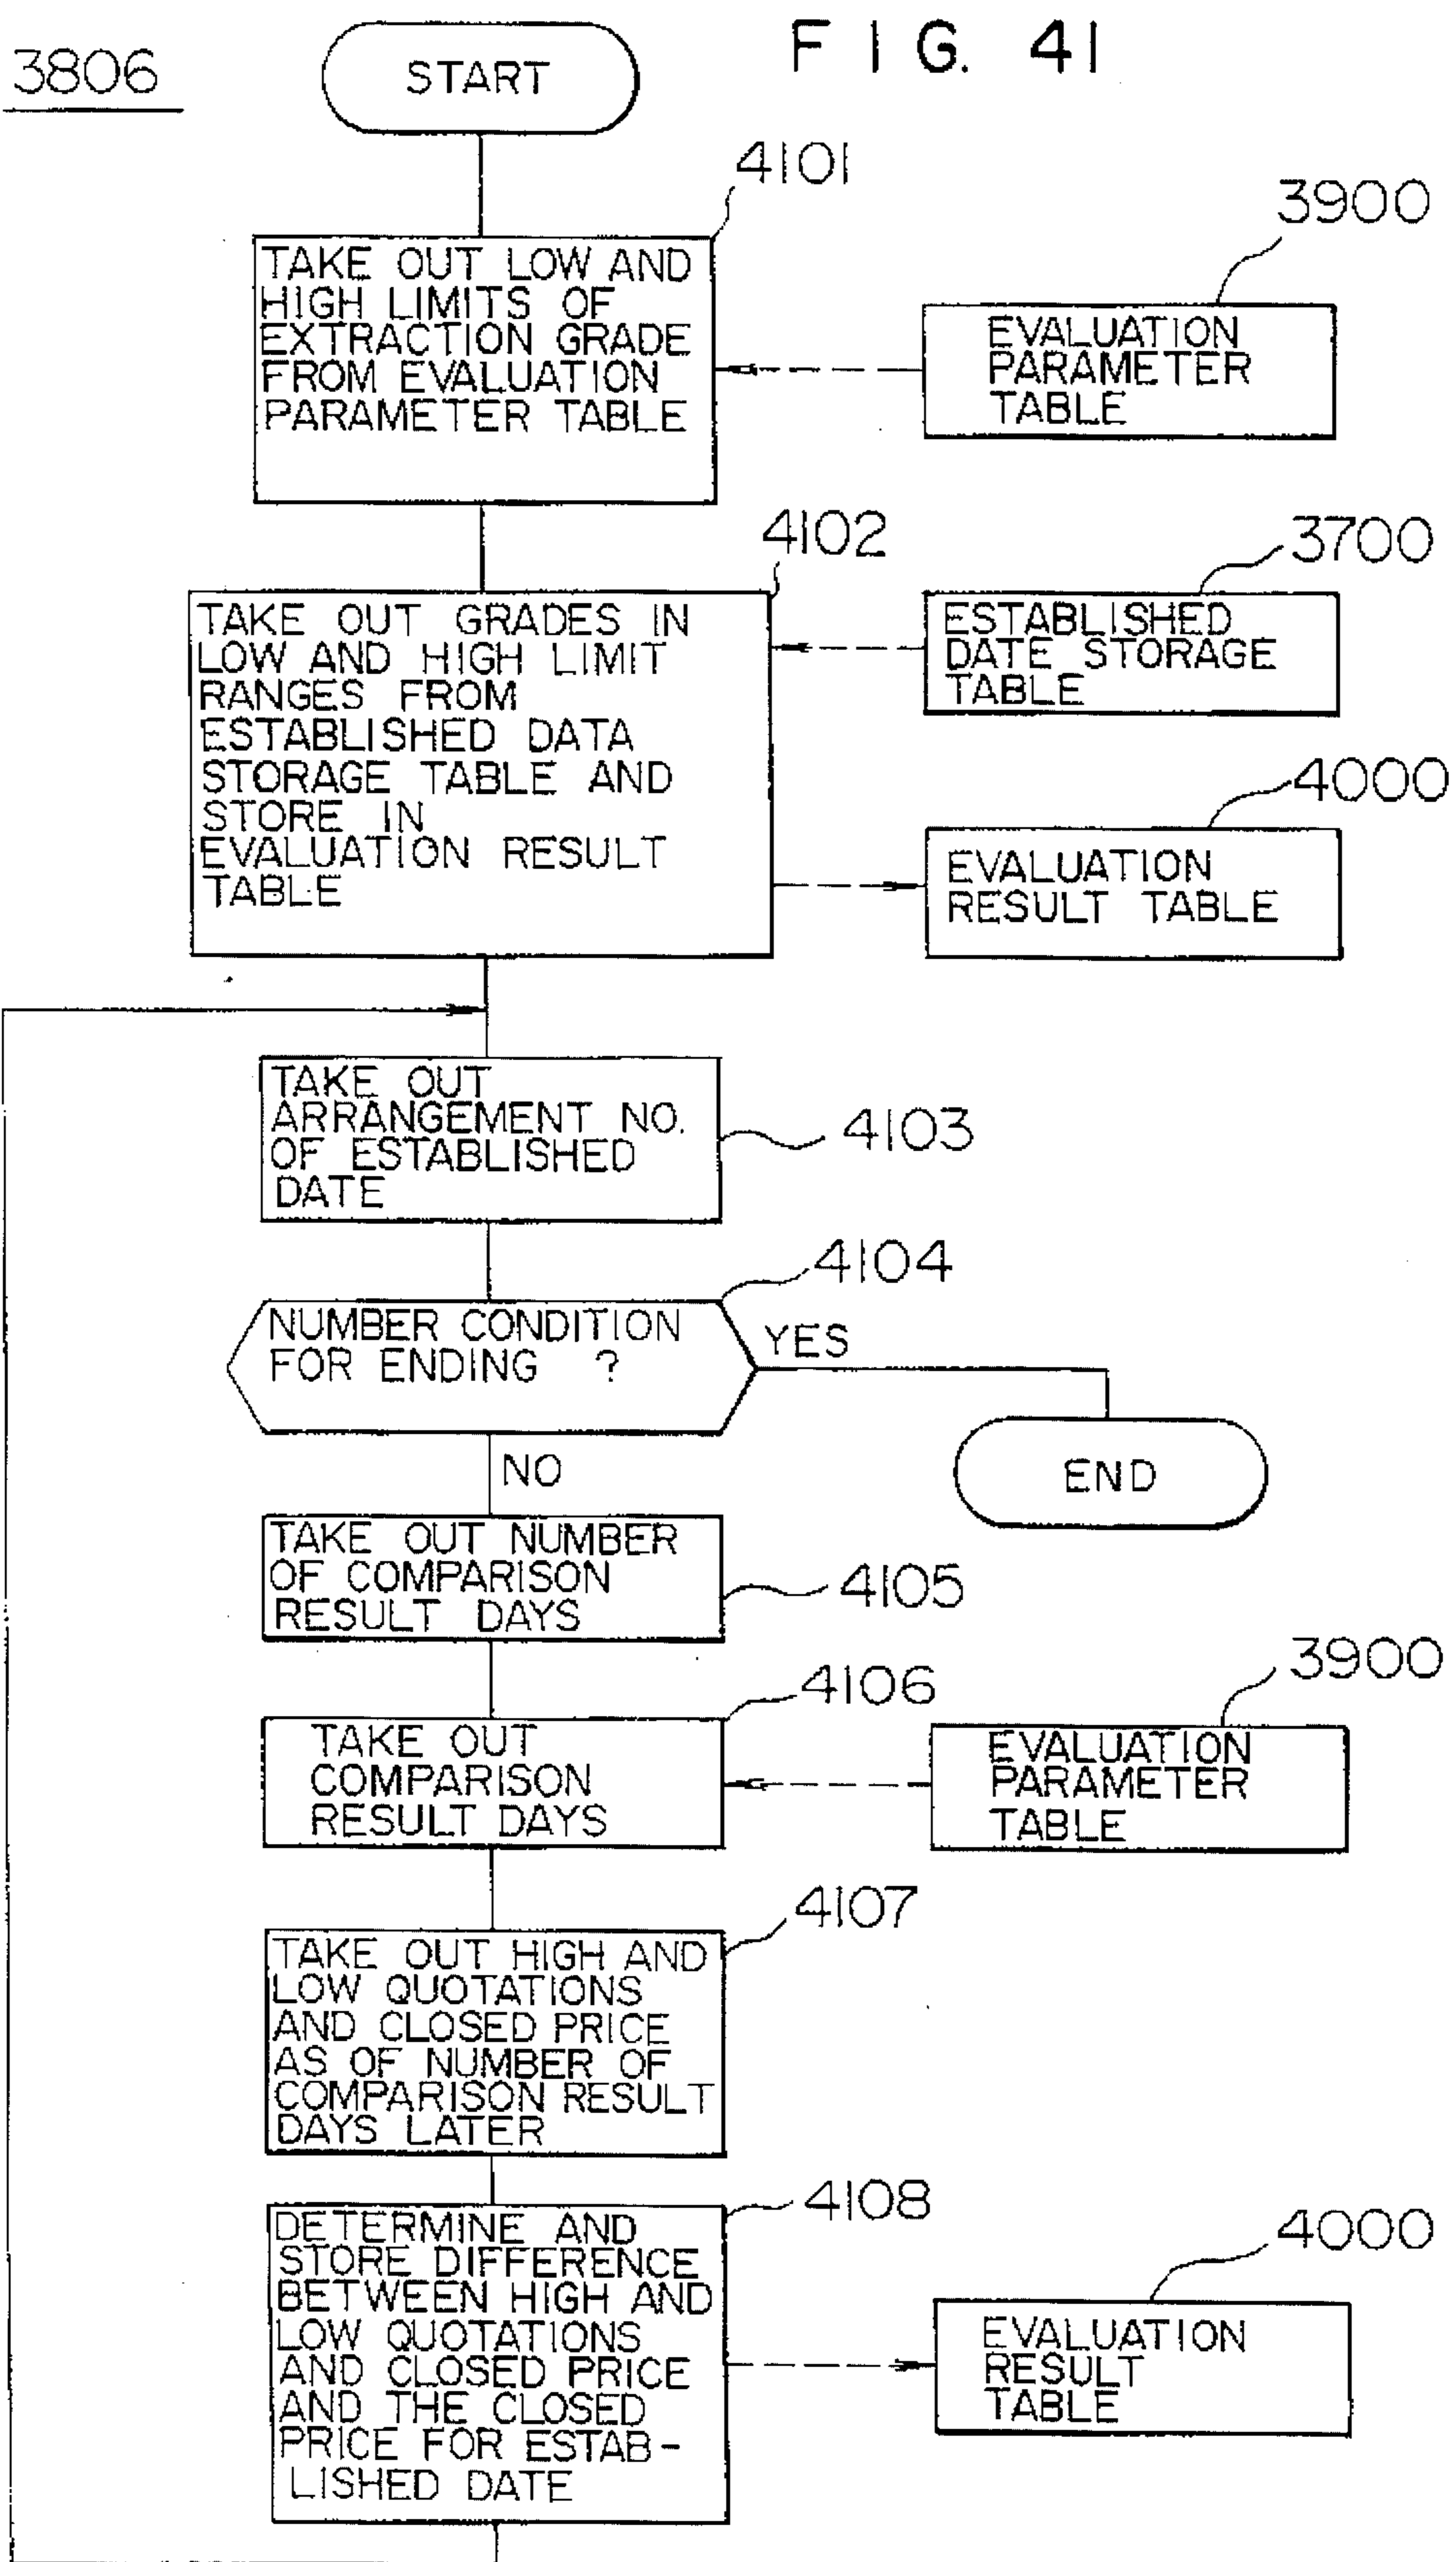 FIG. 41
3806
START
4101
TAKE OUT LOW AND
HIGH LIMITS OF
EXTRACTION GRADE
FROM EVALUATION
PARAMETER TABLE
3900
EVALUATION
PARAMETER
TABLE
4102
TAKE OUT GRADES IN
LOW AND HIGH LIMIT
RANGES FROM
ESTABLISHED DATA
STORAGE TABLE AND
STORE IN
EVALUATION RESULT
TABLE
3700
ESTABLISHED
DATE STORAGE
TABLE
4000
EVALUATION
RESULT TABLE
TAKE OUT
ARRANGEMENT NO.
OF ESTABLISHED
DATE
4103
4104
NUMBER CONDITION
FOR ENDING ?
YES
END
NO
TAKE OUT NUMBER
OF COMPARISON
RESULT DAYS
4105
4106
TAKE OUT
COMPARISON
RESULT DAYS
3900
EVALUATION
PARAMETER
TABLE
4107
TAKE OUT HIGH AND
LOW QUOTATIONS
AND CLOSED PRICE
AS OF NUMBER OF
COMPARISON RESULT
DAYS LATER
4108
DETERMINE AND
STORE DIFFERENCE
BETWEEN HIGH AND
LOW QUOTATIONS
AND CLOSED PRICE
AND THE CLOSED
PRICE FOR ESTAB-
LISHED DATE
4000
EVALUATION
RESULT
TABLE